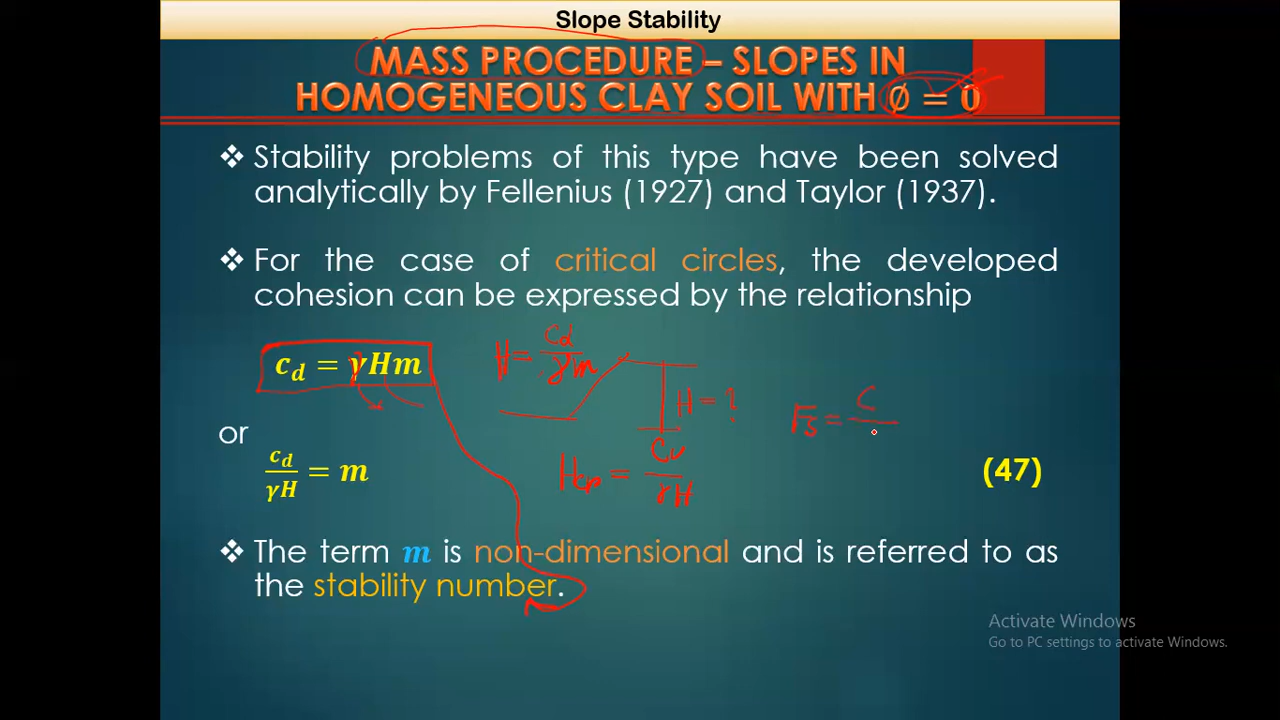 Slope Stability
MASS PROCEDURE – SLOPES IN
HOMOGENEOUS CLAY SOIL WITH ∅ = 0
❖ Stability problems of this type have been solved
analytically by Fellenius (1927) and Taylor (1937).
❖ For the case of critical circles, the developed
cohesion can be expressed by the relationship
c_d = γHm
H = C_d / γm
H = ?
F_s = C /
or
c_d / γH = m
H_cr = C_u / γH
(47)
❖ The term m is non-dimensional and is referred to as
the stability number.
Activate Windows
Go to PC settings to activate Windows.